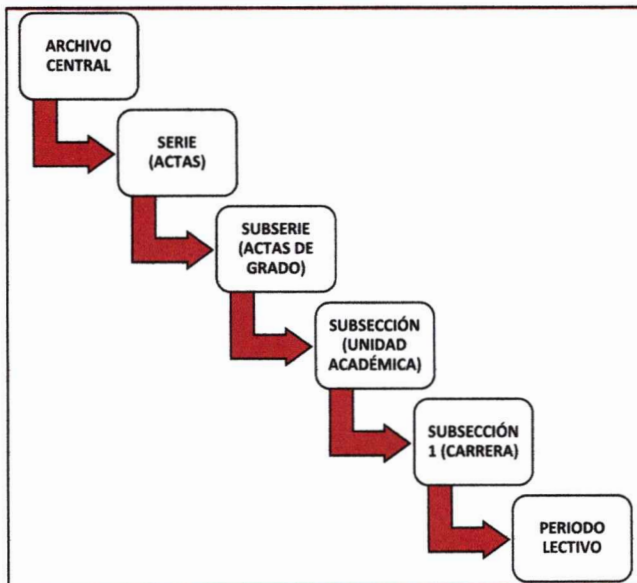 ARCHIVO
CENTRAL
SERIE
(ACTAS)
SUBSERIE
(ACTAS DE
GRADO)
SUBSECCIÓN
(UNIDAD
ACADÉMICA)
SUBSECCIÓN
1 (CARRERA)
PERIODO
LECTIVO